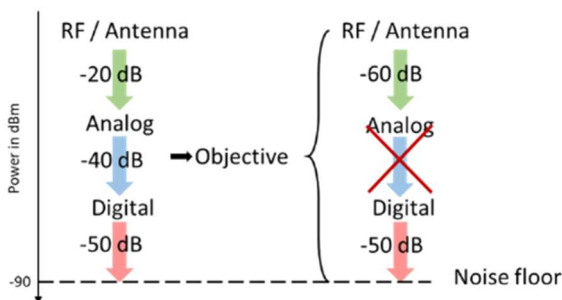 RF / Antenna
-20 dB
Analog
-40 dB
Digital
-50 dB
Objective
RF / Antenna
-60 dB
Analog
Digital
-50 dB
Power in dBm
-90
Noise floor